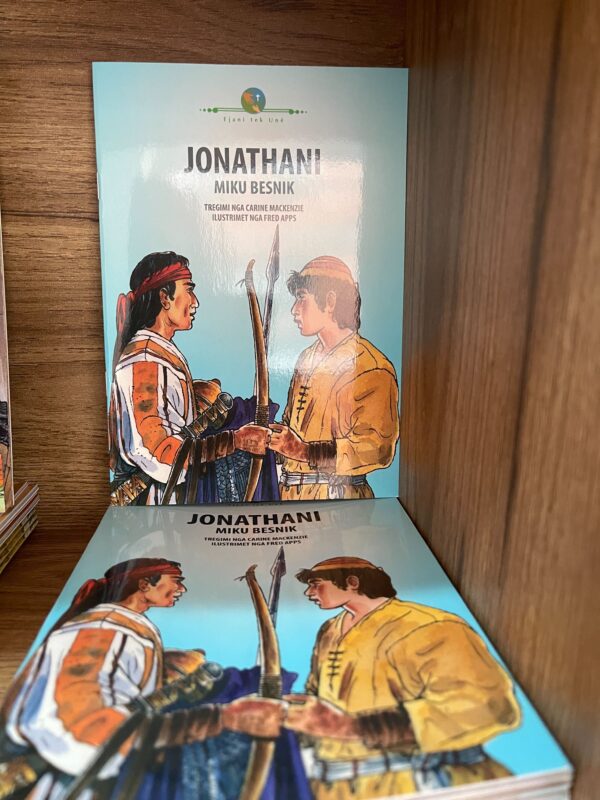 Ejani tek Unë
JONATHANI
MIKU BESNIK
TREGIMI NGA CARINE MACKENZIE
ILUSTRIMET NGA FRED APPS
JONATHANI
MIKU BESNIK
TREGIMI NGA CARINE MACKENZIE
ILUSTRIMET NGA FRED APPS